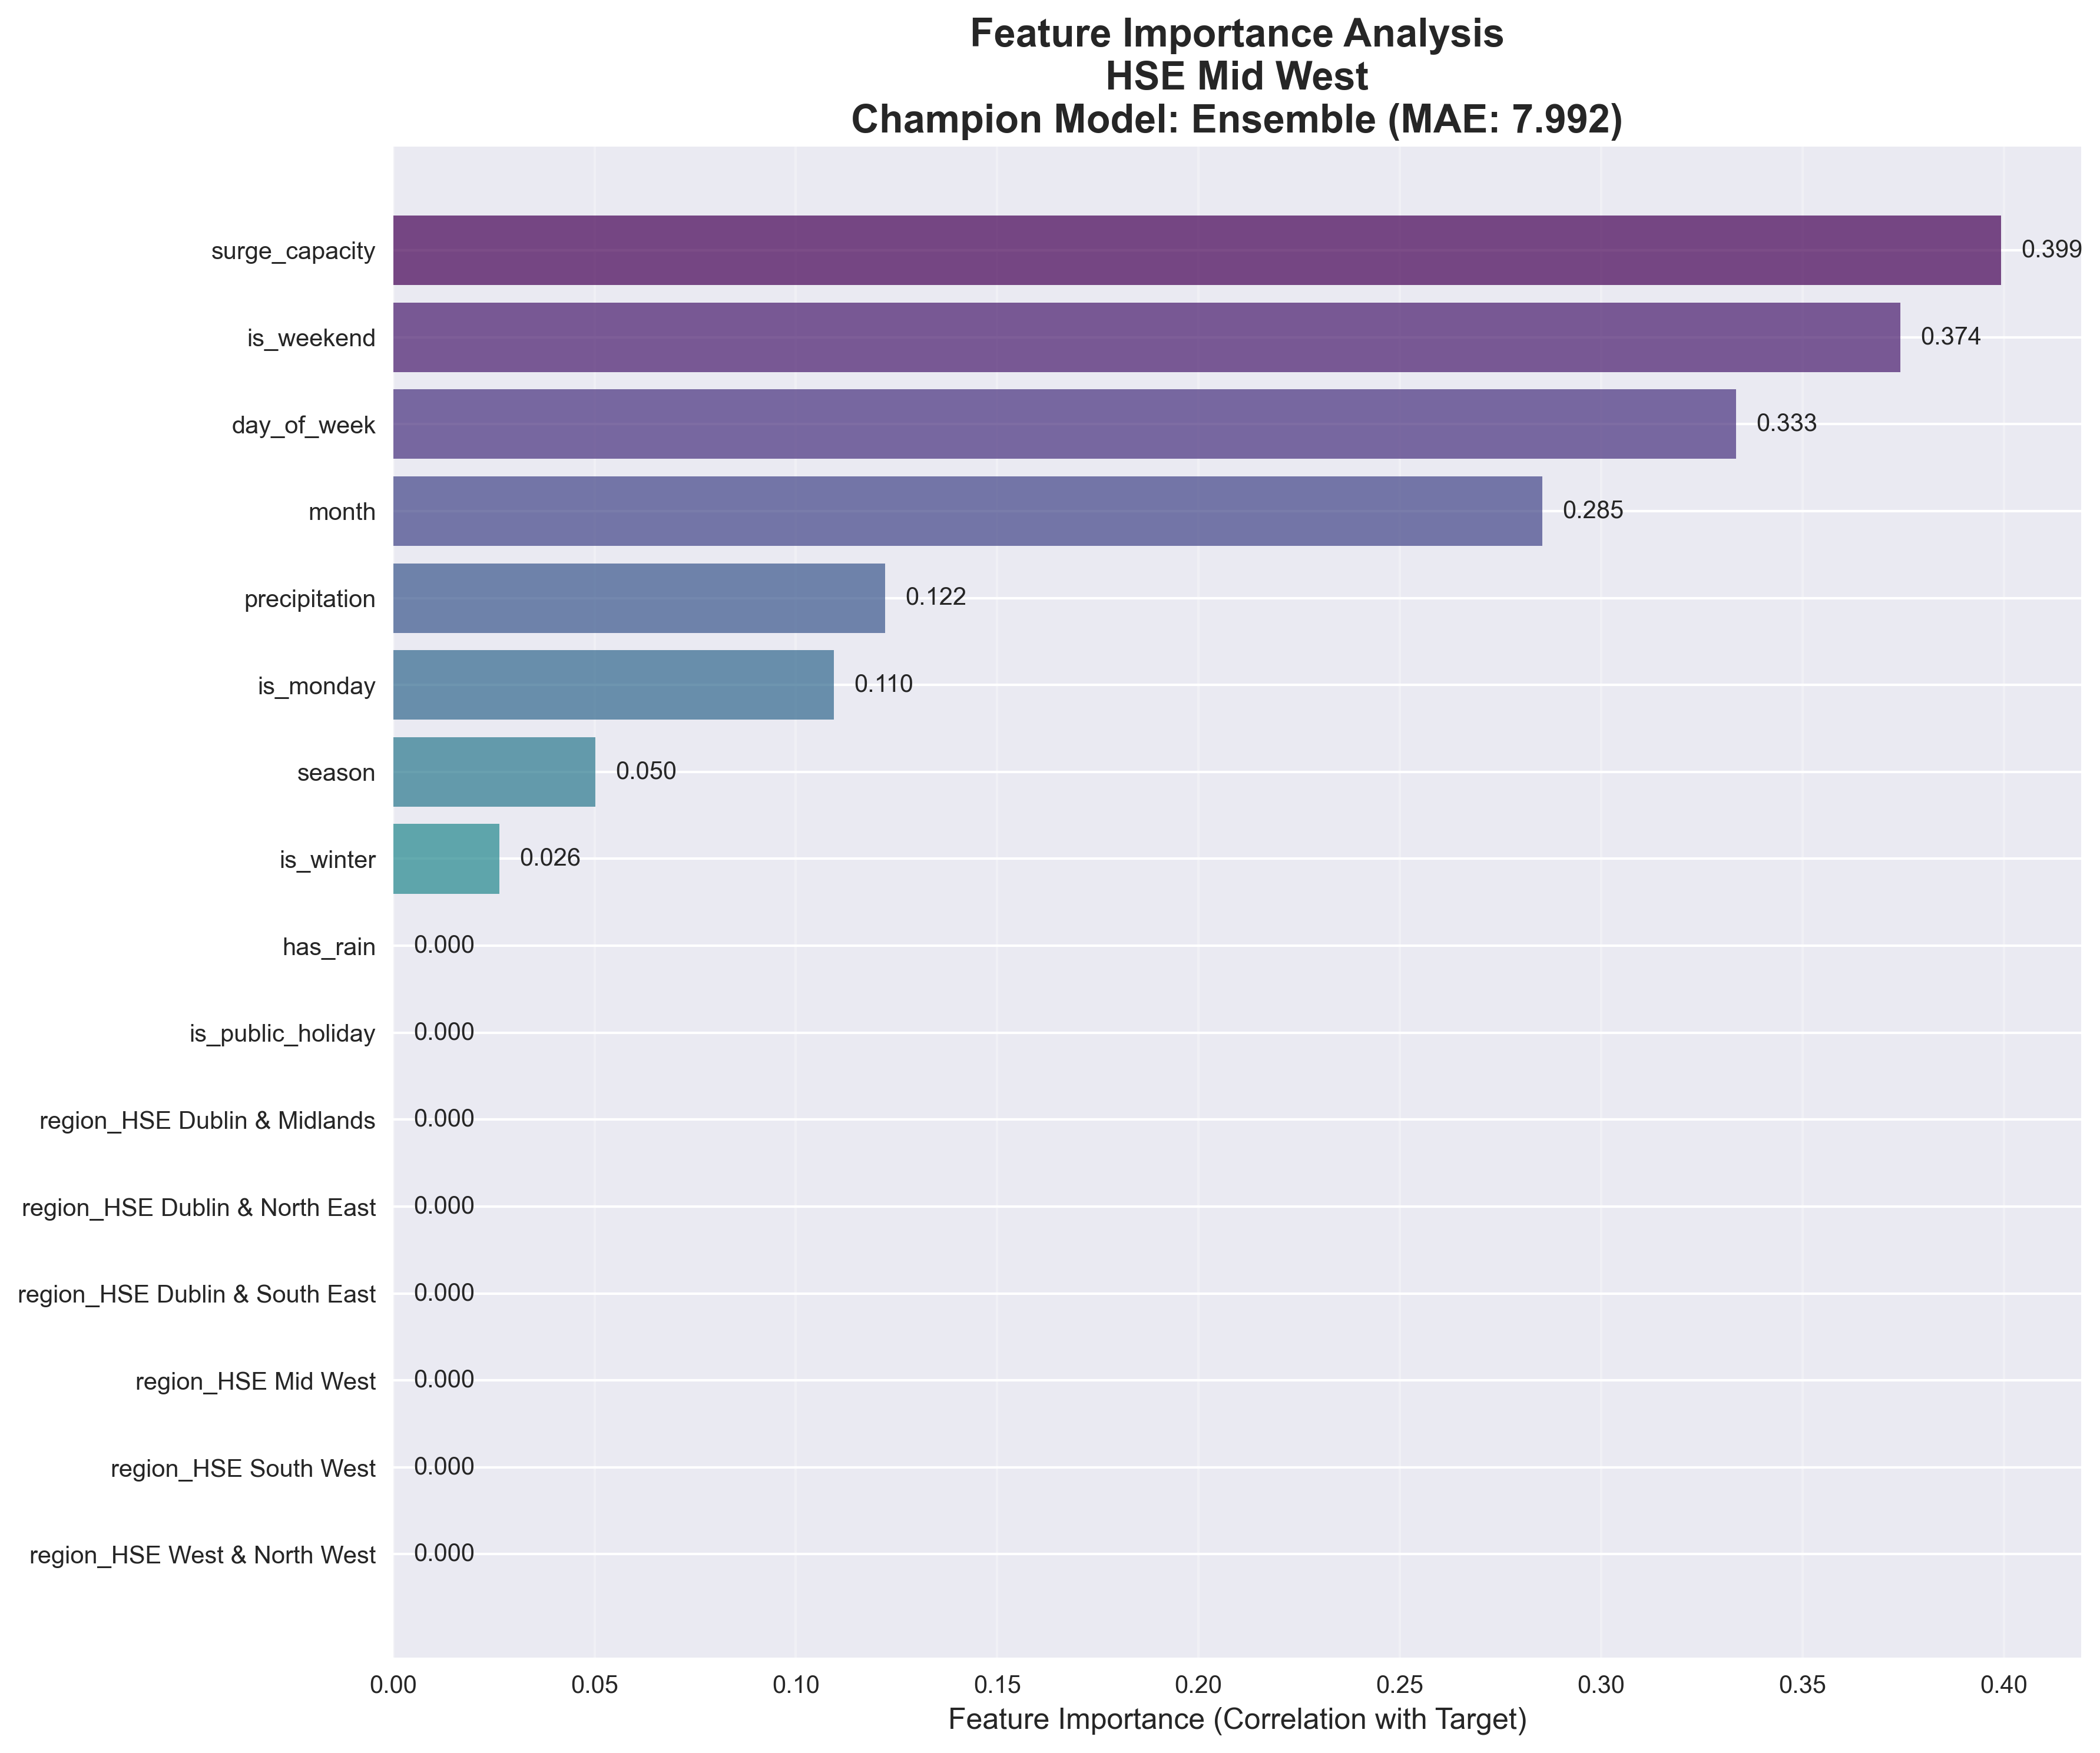 Feature Importance Analysis
HSE Mid West
Champion Model: Ensemble (MAE: 7.992)
surge_capacity 0.399
is_weekend 0.374
day_of_week 0.333
month 0.285
precipitation 0.122
is_monday 0.110
season 0.050
is_winter 0.026
has_rain 0.000
is_public_holiday 0.000
region_HSE Dublin & Midlands 0.000
region_HSE Dublin & North East 0.000
region_HSE Dublin & South East 0.000
region_HSE Mid West 0.000
region_HSE South West 0.000
region_HSE West & North West 0.000
0.00 0.05 0.10 0.15 0.20 0.25 0.30 0.35 0.40
Feature Importance (Correlation with Target)